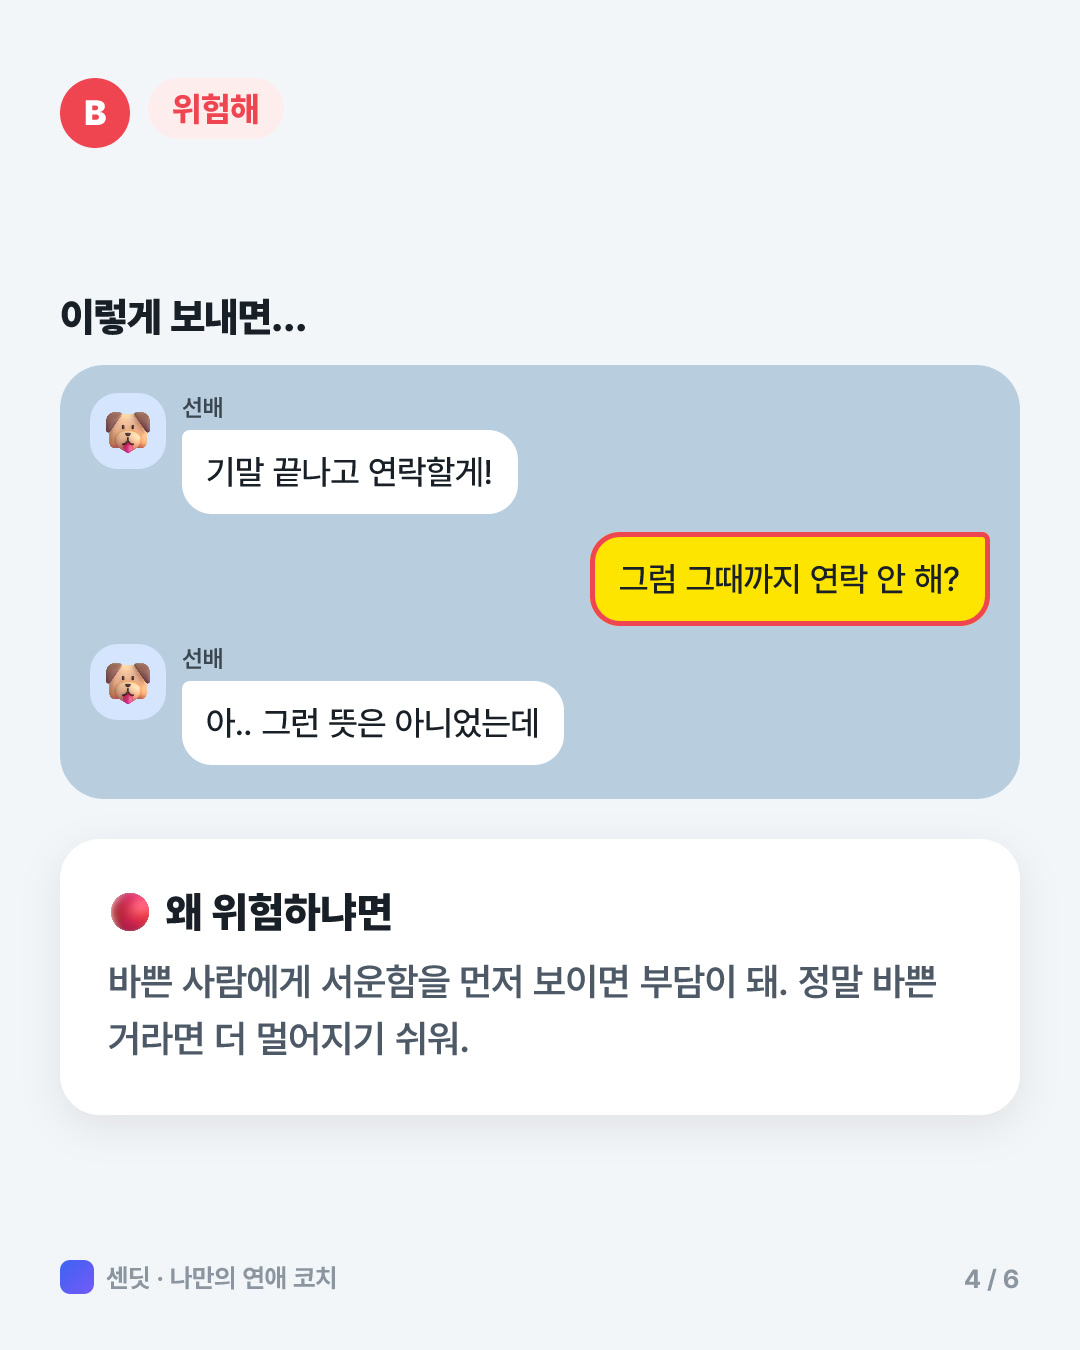 B 위험해
이렇게 보내면...
선배
기말 끝나고 연락할게!
그럼 그때까지 연락 안 해?
선배
아.. 그런 뜻은 아니었는데
왜 위험하냐면
바쁜 사람에게 서운함을 먼저 보이면 부담이 돼. 정말 바쁜
거라면 더 멀어지기 쉬워.
센딧 · 나만의 연애 코치
4 / 6